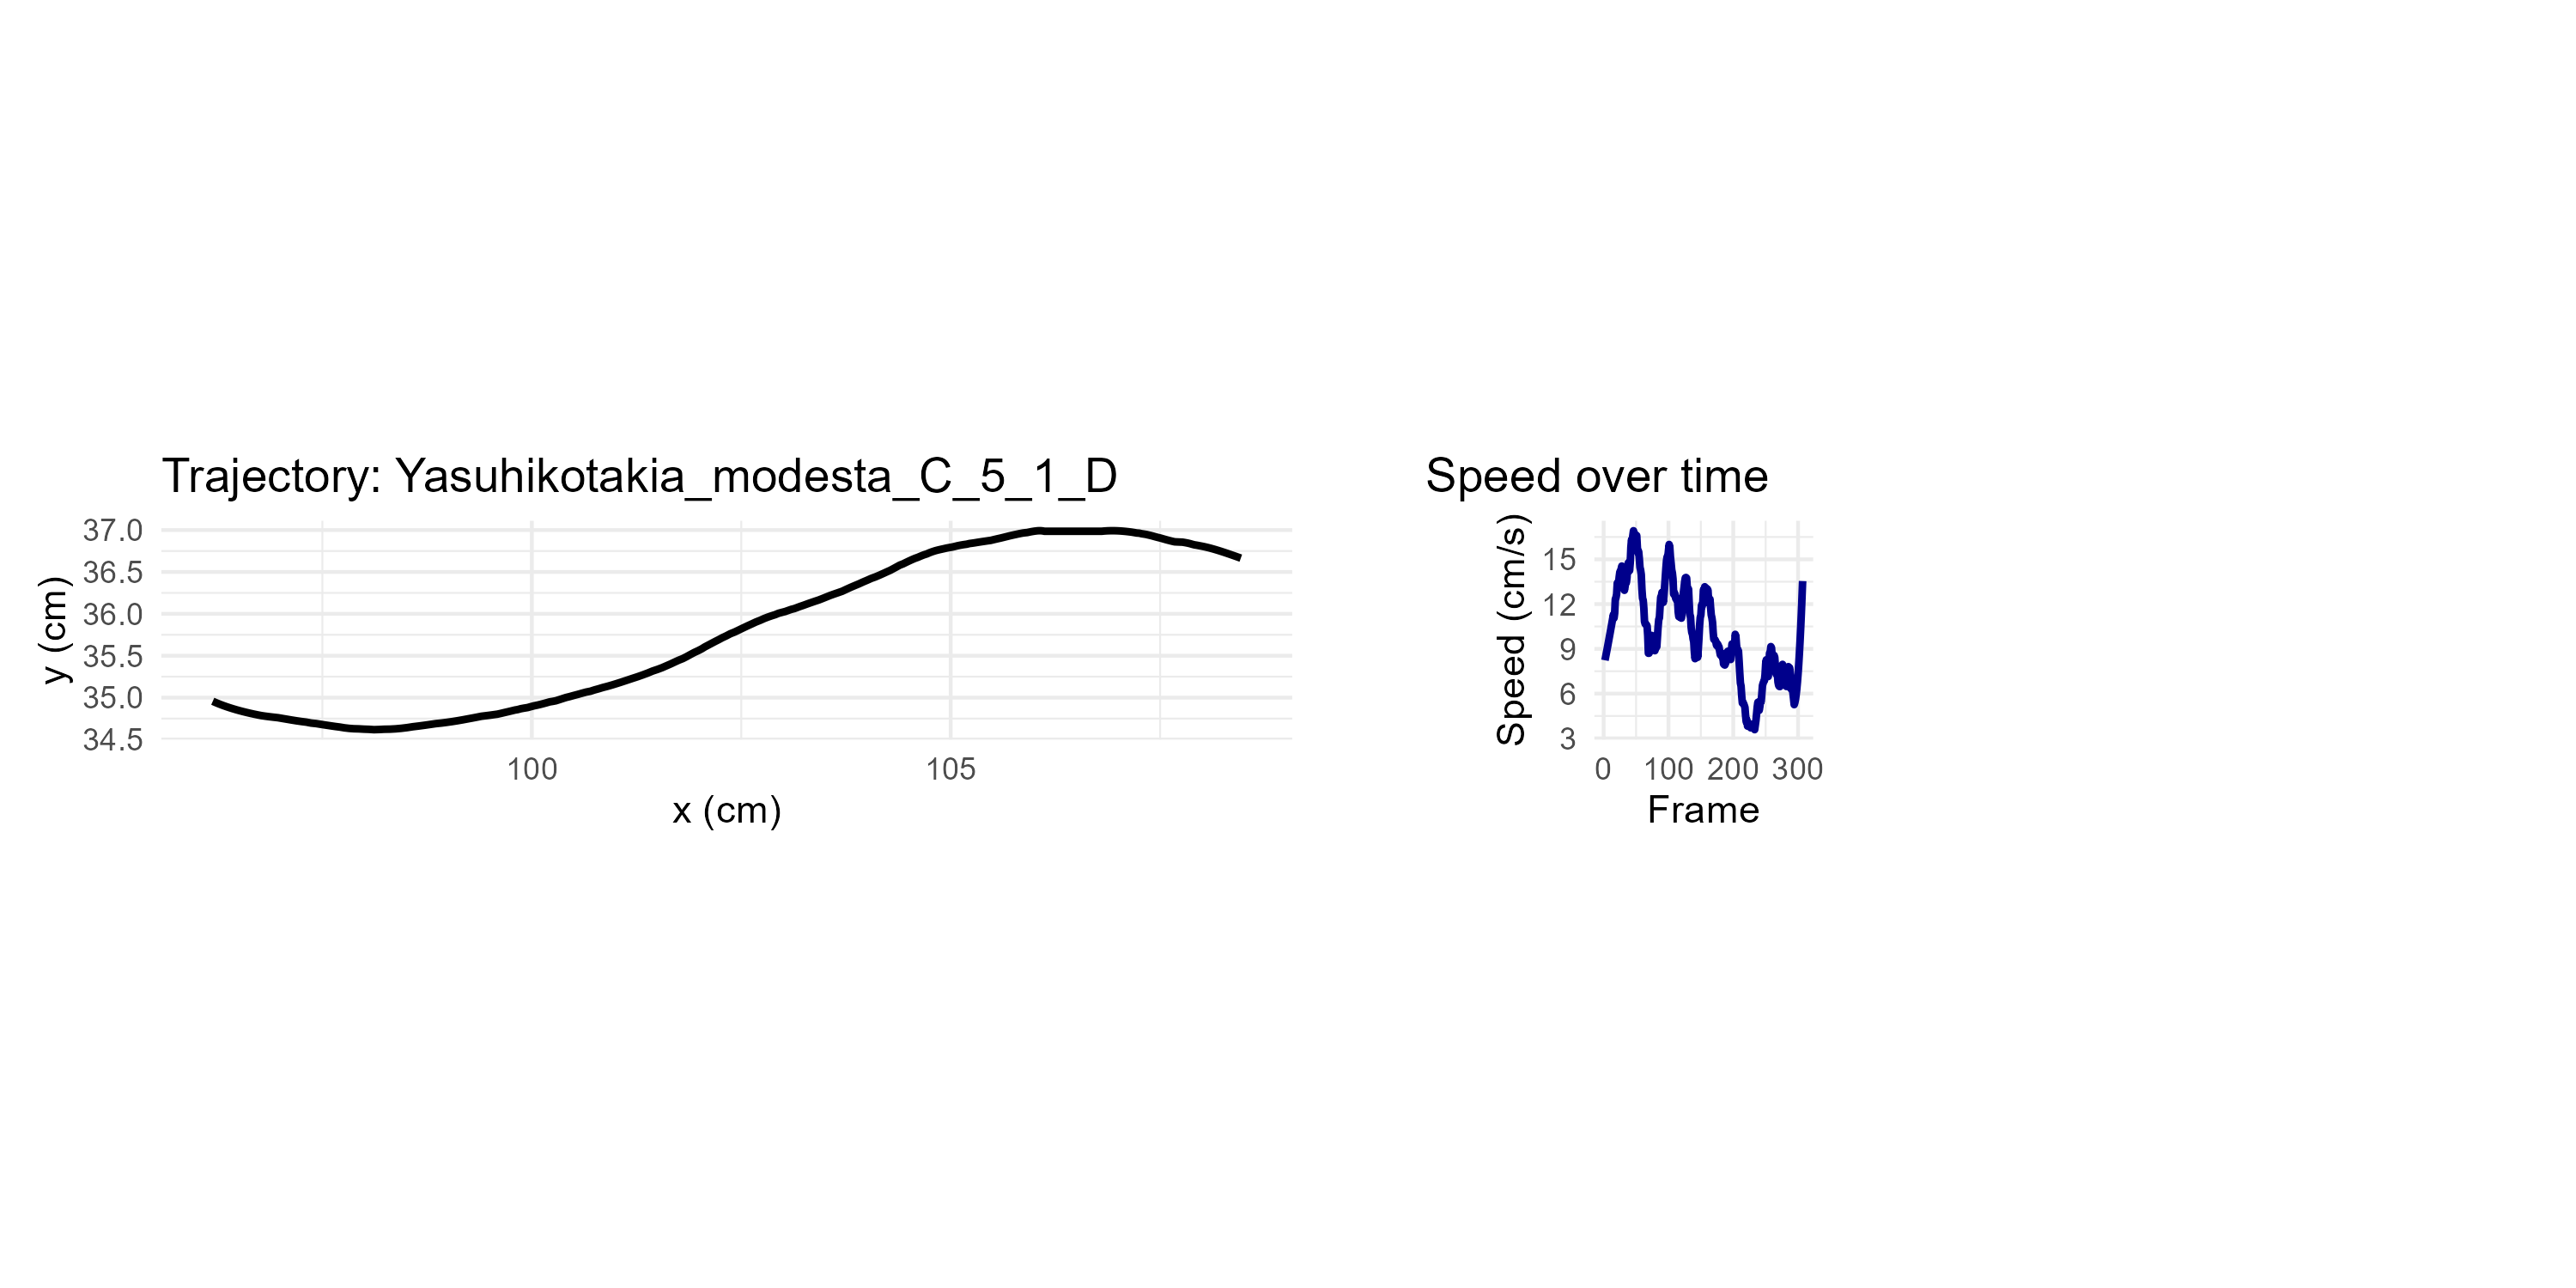 Trajectory: Yasuhikotakia_modesta_C_5_1_D
37.0
36.5
36.0
35.5
35.0
34.5
y (cm)
100 105
x (cm)
Speed over time
15
12
9
6
3
Speed (cm/s)
0 100 200 300
Frame